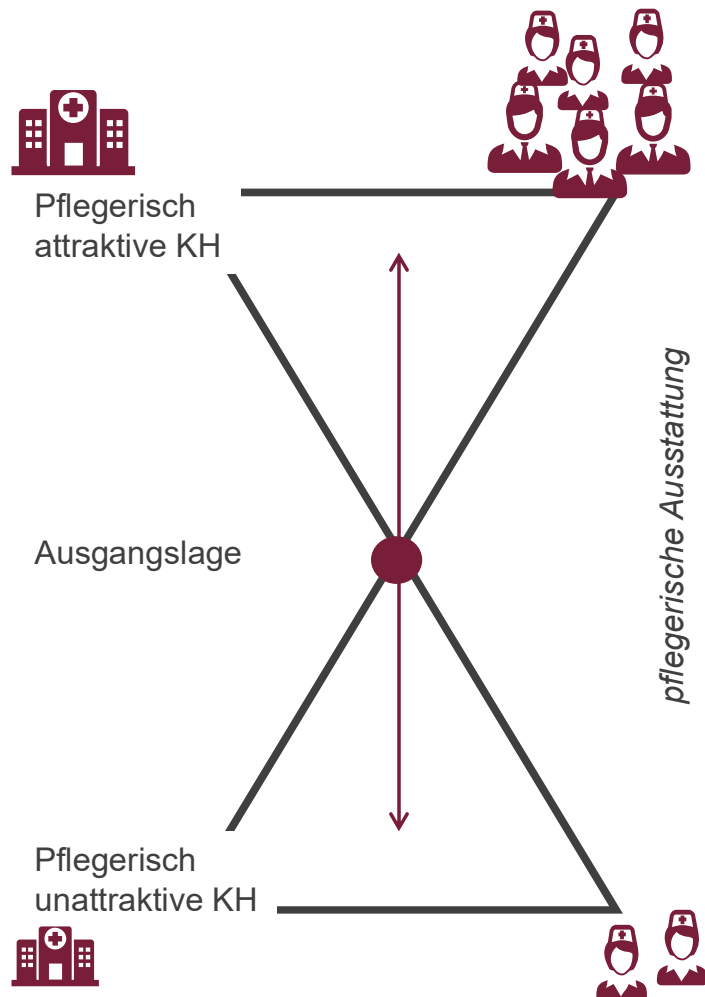 Pflegerisch
attraktive KH
Ausgangslage
pflegerische Ausstattung
Pflegerisch
unattraktive KH